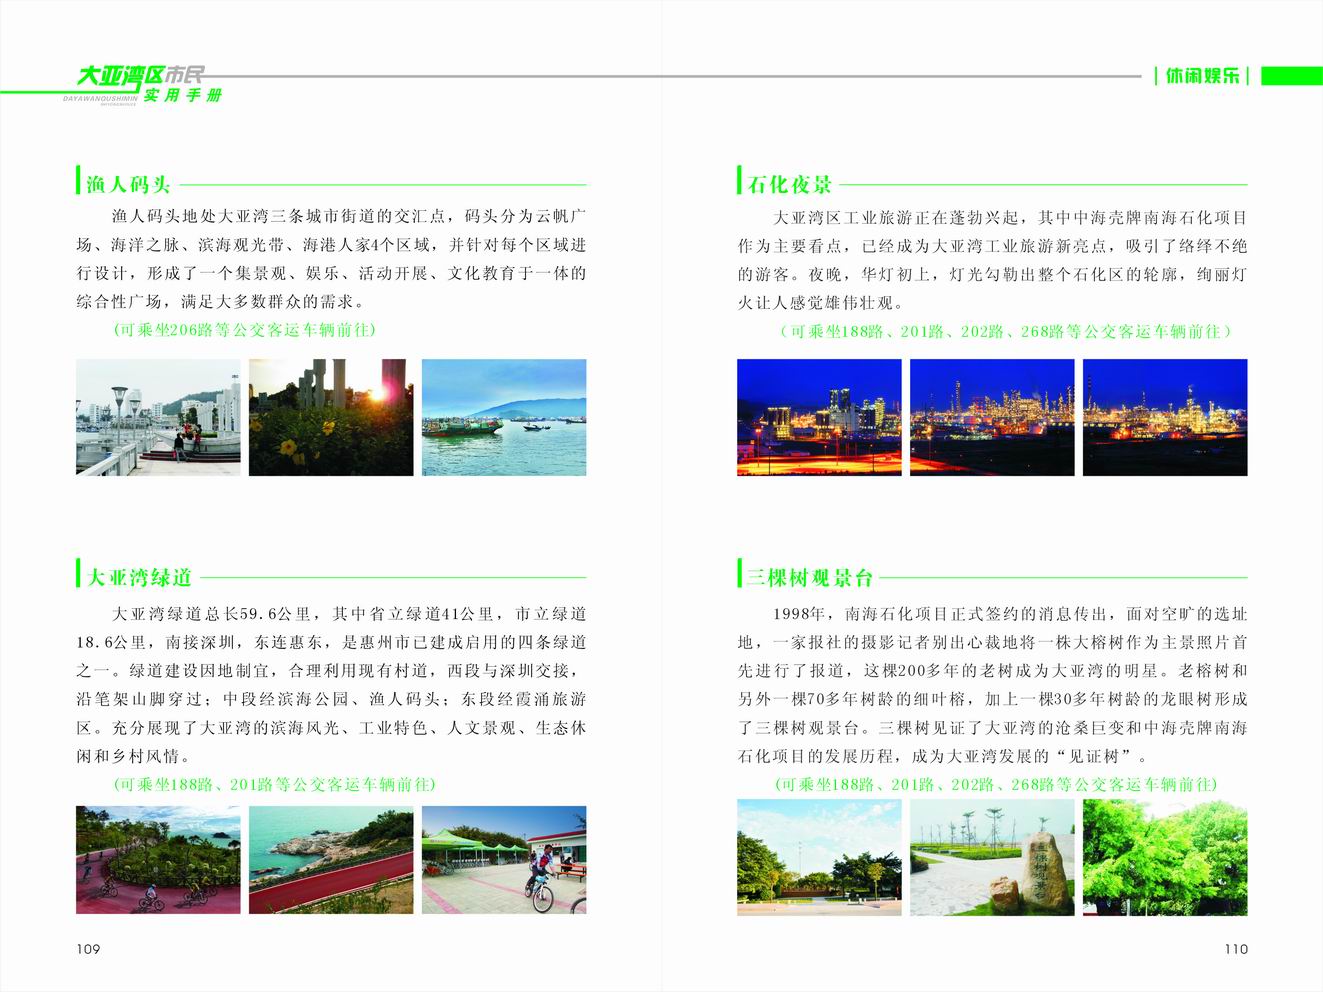 大亚湾区市民
DAYAWANQUSHIMIN
实用手册
休闲娱乐
渔人码头
渔人码头地处大亚湾三条城市街道的交汇点，码头分为云帆广
场、海洋之脉、滨海观光带、海港人家4个区域，并针对每个区域进
行设计，形成了一个集景观、娱乐、活动开展、文化教育于一体的
综合性广场，满足大多数群众的需求。
(可乘坐206路等公交客运车辆前往)
大亚湾绿道
大亚湾绿道总长59.6公里，其中省立绿道41公里，市立绿道
18.6公里，南接深圳，东连惠东，是惠州市已建成启用的四条绿道
之一。绿道建设因地制宜，合理利用现有村道，西段与深圳交接，
沿笔架山脚穿过；中段经滨海公园、渔人码头；东段经霞涌旅游
区。充分展现了大亚湾的滨海风光、工业特色、人文景观、生态休
闲和乡村风情。
(可乘坐188路、201路等公交客运车辆前往)
109
石化夜景
大亚湾区工业旅游正在蓬勃兴起，其中中海壳牌南海石化项目
作为主要看点，已经成为大亚湾工业旅游新亮点，吸引了络绎不绝
的游客。夜晚，华灯初上，灯光勾勒出整个石化区的轮廓，绚丽灯
火让人感觉雄伟壮观。
（可乘坐188路、201路、202路、268路等公交客运车辆前往）
三棵树观景台
1998年，南海石化项目正式签约的消息传出，面对空旷的选址
地，一家报社的摄影记者别出心裁地将一株大榕树作为主景照片首
先进行了报道，这棵200多年的老树成为大亚湾的明星。老榕树和
另外一棵70多年树龄的细叶榕，加上一棵30多年树龄的龙眼树形成
了三棵树观景台。三棵树见证了大亚湾的沧桑巨变和中海壳牌南海
石化项目的发展历程，成为大亚湾发展的“见证树”。
(可乘坐188路、201路、202路、268路等公交客运车辆前往)
三棵树观景台
110